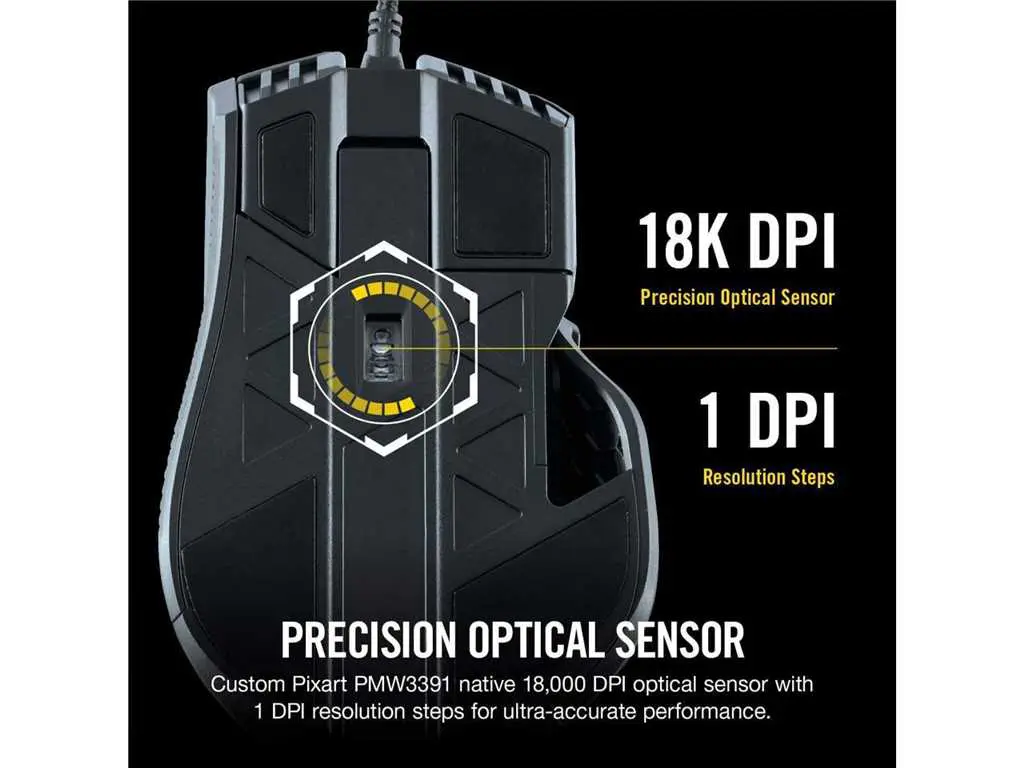 18K DPI
Precision Optical Sensor
1 DPI
Resolution Steps
PRECISION OPTICAL SENSOR
Custom Pixart PMW3391 native 18,000 DPI optical sensor with
1 DPI resolution steps for ultra-accurate performance.